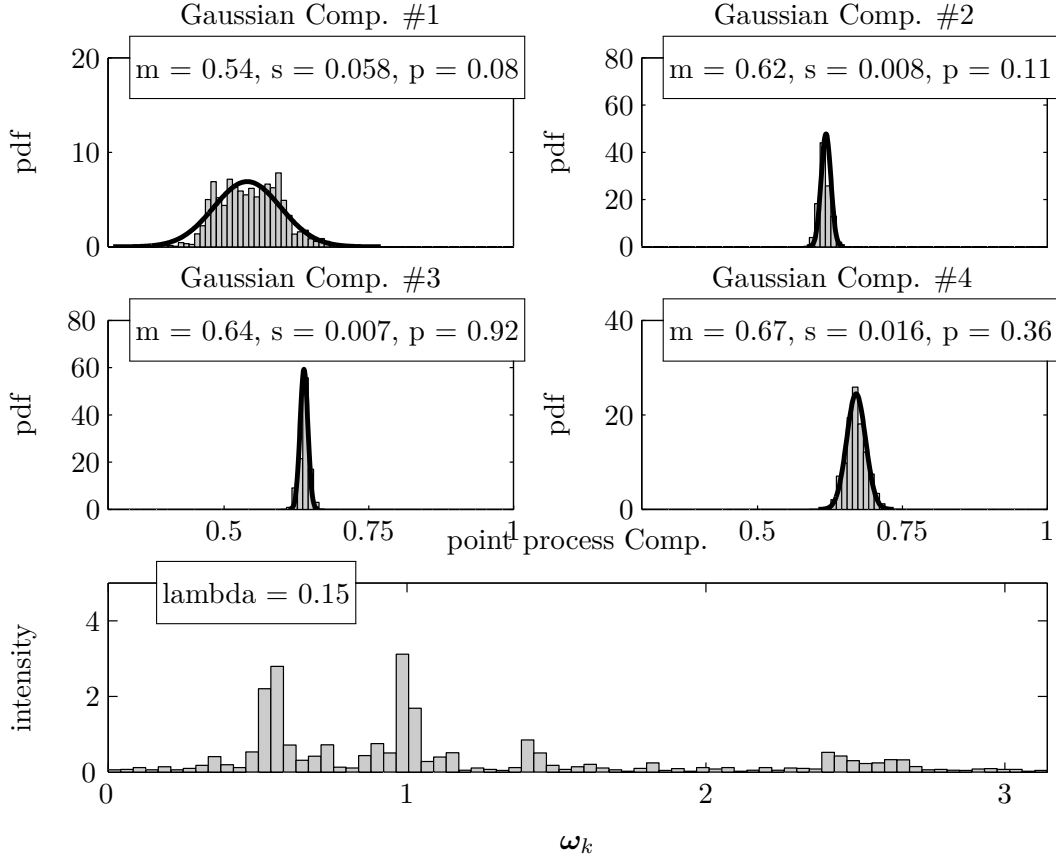 Gaussian Comp. #1
Gaussian Comp. #2
m = 0.54, s = 0.058, p = 0.08
m = 0.62, s = 0.008, p = 0.11
pdf
20
10
0
pdf
80
60
40
20
0
Gaussian Comp. #3
Gaussian Comp. #4
m = 0.64, s = 0.007, p = 0.92
m = 0.67, s = 0.016, p = 0.36
pdf
80
60
40
20
0
0.5 0.75 1
pdf
40
20
0
0.5 0.75 1
point process Comp.
lambda = 0.15
intensity
4
2
0
0 1 2 3
ωk